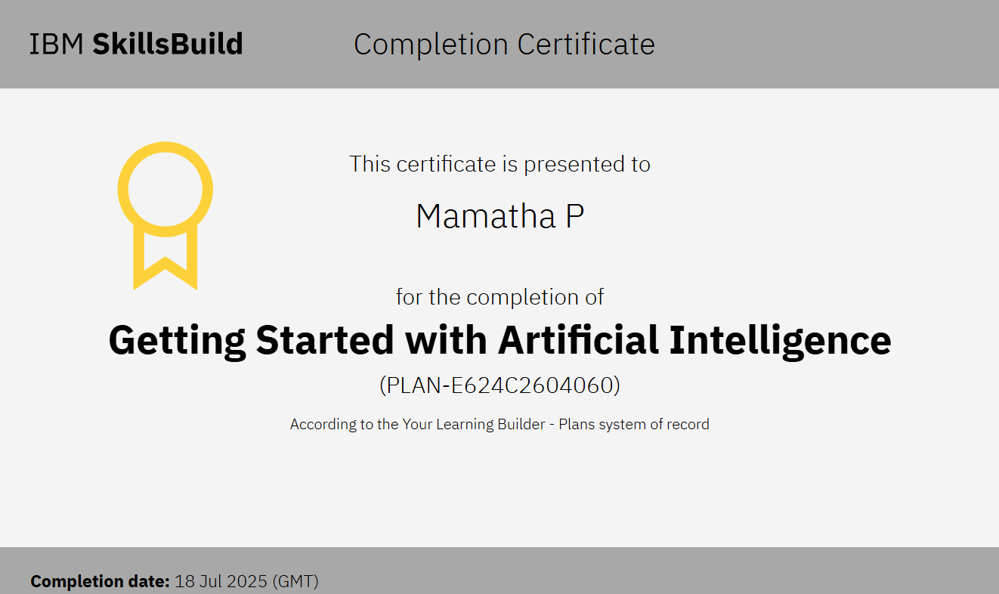 IBM SkillsBuild
Completion Certificate
This certificate is presented to
Mamatha P
for the completion of
Getting Started with Artificial Intelligence
(PLAN-E624C2604060)
According to the Your Learning Builder - Plans system of record
Completion date: 18 Jul 2025 (GMT)